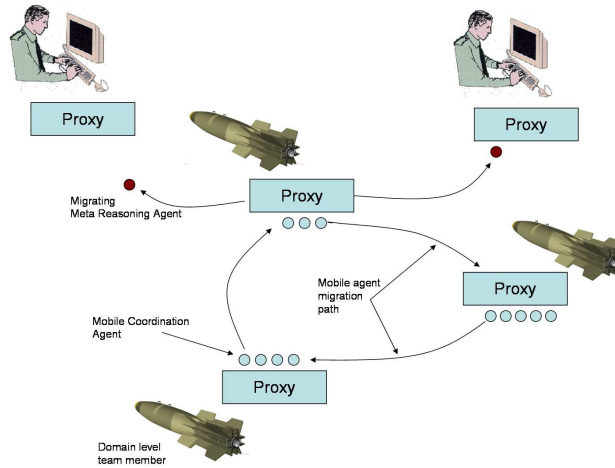 Proxy
Proxy
Migrating
Meta Reasoning Agent
Proxy
Mobile agent
migration
path
Proxy
Mobile Coordination
Agent
Proxy
Domain level
team member